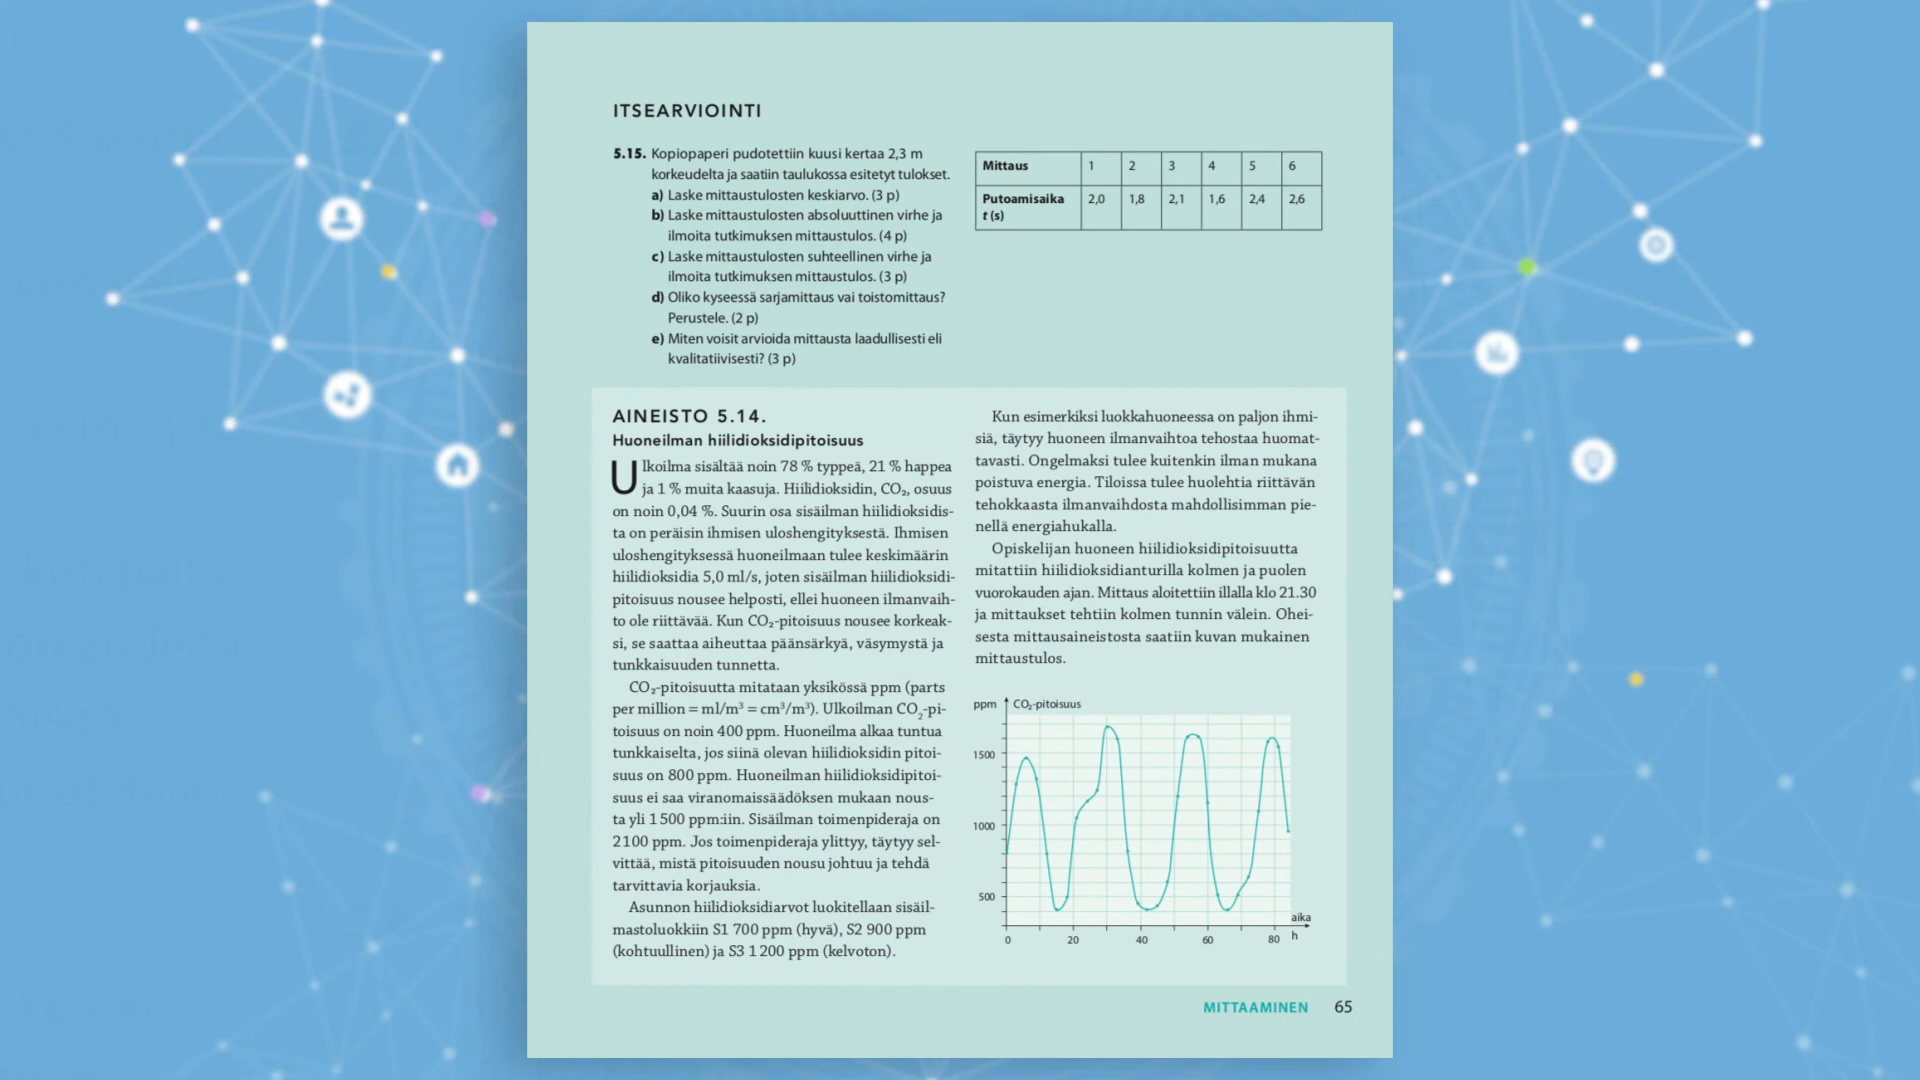 ITSEARVIOINTI
5.15. Kopiopaperi pudotettiin kuusi kertaa 2,3 m
korkeudelta ja saatiin taulukossa esitetyt tulokset.
a) Laske mittaustulosten keskiarvo. (3 p)
b) Laske mittaustulosten absoluuttinen virhe ja
ilmoita tutkimuksen mittaustulos. (4 p)
c) Laske mittaustulosten suhteellinen virhe ja
ilmoita tutkimuksen mittaustulos. (3 p)
d) Oliko kyseessä sarjamittaus vai toistomittaus?
Perustele. (2 p)
e) Miten voisit arvioida mittausta laadullisesti eli
kvalitatiivisesti? (3 p)
Mittaus 1 2 3 4 5 6
Putoamisaika 2,0 1,8 2,1 1,6 2,4 2,6
t (s)
AINEISTO 5.14.
Huoneilman hiilidioksidipitoisuus
Ulkoilma sisältää noin 78 % typpeä, 21 % happea
ja 1 % muita kaasuja. Hiilidioksidin, CO₂, osuus
on noin 0,04 %. Suurin osa sisäilman hiilidioksidis-
ta on peräisin ihmisen uloshengityksestä. Ihmisen
uloshengityksessä huoneilmaan tulee keskimäärin
hiilidioksidia 5,0 ml/s, joten sisäilman hiilidioksidi-
pitoisuus nousee helposti, ellei huoneen ilmanvaih-
to ole riittävää. Kun CO₂-pitoisuus nousee korkeak-
si, se saattaa aiheuttaa päänsärkyä, väsymystä ja
tunkkaisuuden tunnetta.
CO₂-pitoisuutta mitataan yksikössä ppm (parts
per million = ml/m³ = cm³/m³). Ulkoilman CO₂-pi-
toisuus on noin 400 ppm. Huoneilma alkaa tuntua
tunkkaiselta, jos siinä olevan hiilidioksidin pitoi-
suus on 800 ppm. Huoneilman hiilidioksidipitoi-
suus ei saa viranomaissäädöksen mukaan nous-
ta yli 1 500 ppm:iin. Sisäilman toimenpideraja on
2 100 ppm. Jos toimenpideraja ylittyy, täytyy sel-
vittää, mistä pitoisuuden nousu johtuu ja tehdä
tarvittavia korjauksia.
Asunnon hiilidioksidiarvot luokitellaan sisäil-
mastoluokkiin S1 700 ppm (hyvä), S2 900 ppm
(kohtuullinen) ja S3 1 200 ppm (kelvoton).
Kun esimerkiksi luokkahuoneessa on paljon ihmi-
siä, täytyy huoneen ilmanvaihtoa tehostaa huomat-
tavasti. Ongelmaksi tulee kuitenkin ilman mukana
poistuva energia. Tiloissa tulee huolehtia riittävän
tehokkaasta ilmanvaihdosta mahdollisimman pie-
nellä energiahukalla.
Opiskelijan huoneen hiilidioksidipitoisuutta
mitattiin hiilidioksidianturilla kolmen ja puolen
vuorokauden ajan. Mittaus aloitettiin illalla klo 21.30
ja mittaukset tehtiin kolmen tunnin välein. Ohei-
sesta mittausaineistosta saatiin kuvan mukainen
mittaustulos.
ppm CO₂-pitoisuus
1500
1000
500
aika
h
0 20 40 60 80
MITTAAMINEN 65